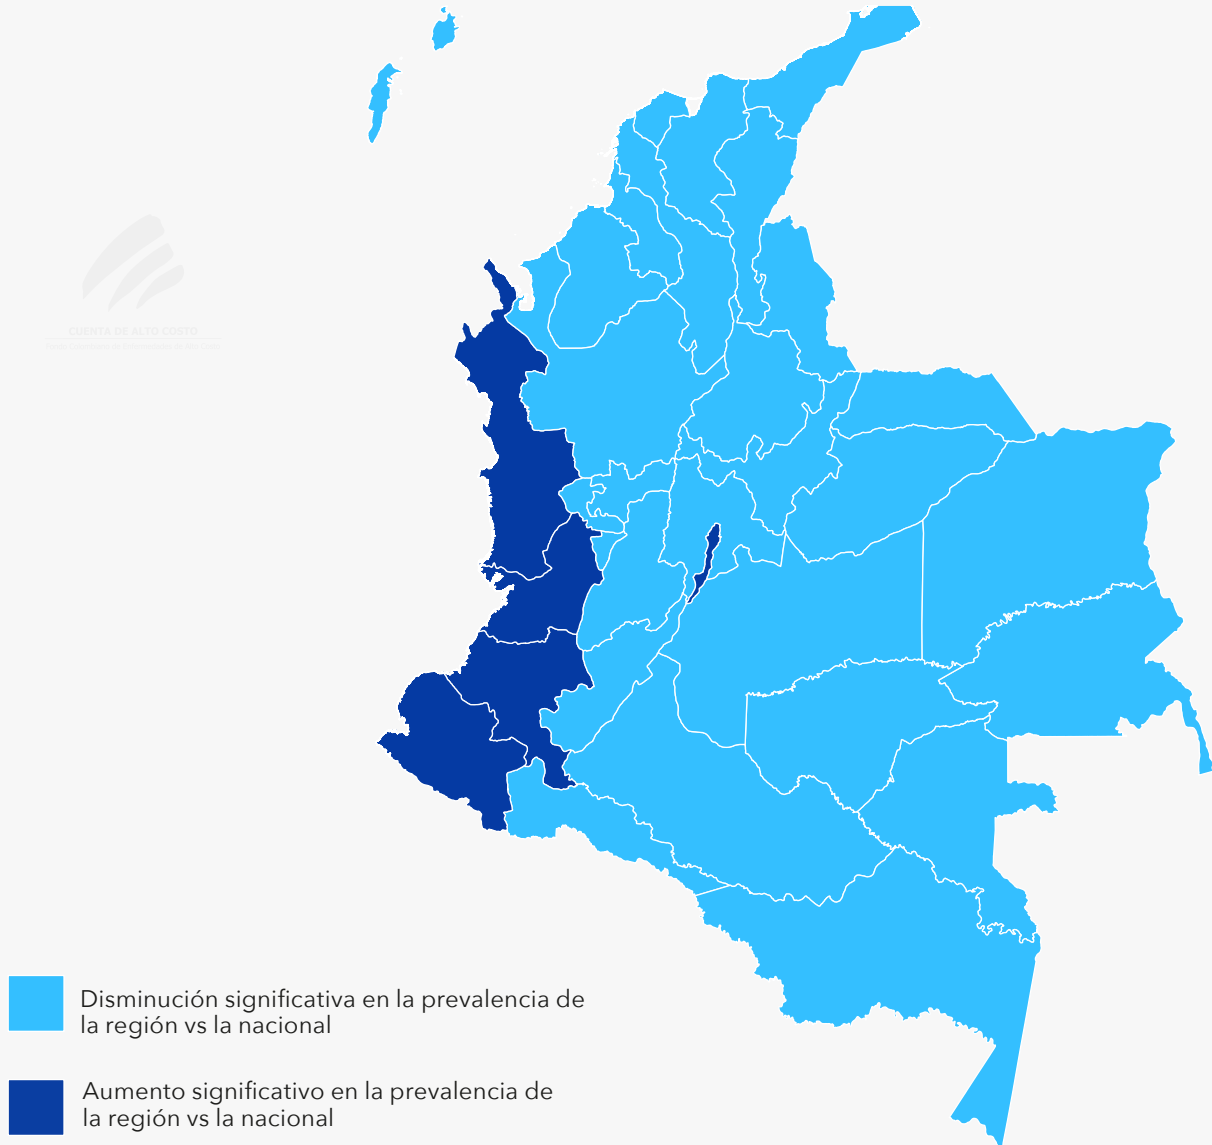 CUENTA DE ALTO COSTO
Disminución significativa en la prevalencia de
la región vs la nacional
Aumento significativo en la prevalencia de
la región vs la nacional